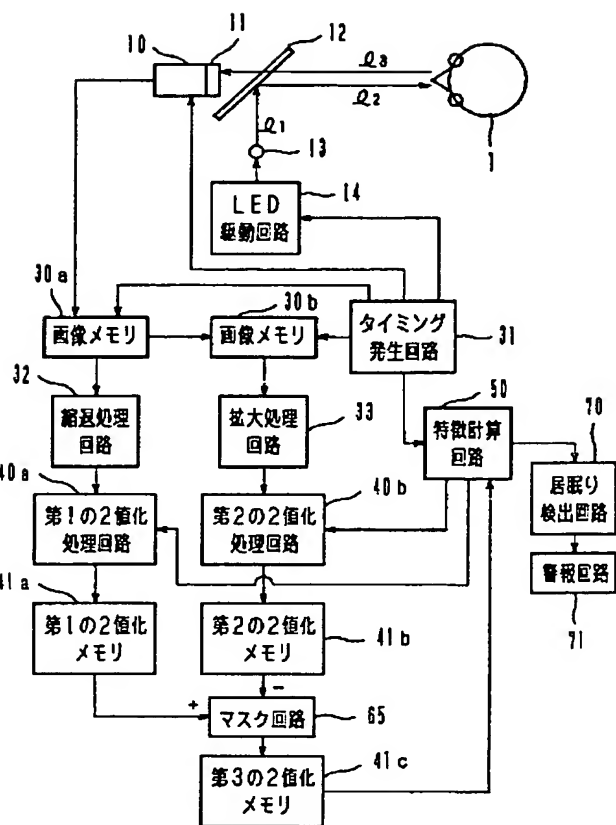 10
11
12
ℓ3
ℓ2
ℓ1
13
1
14
LED
駆動回路
30a
30b
画像メモリ
画像メモリ
タイミング
発生回路
31
32
縮退処理
回路
拡大処理
回路
33
50
特徴計算
回路
70
居眠り
検出回路
40a
第1の2値化
処理回路
第2の2値化
処理回路
40b
警報回路
71
41a
第1の2値化
メモリ
第2の2値化
メモリ
41b
+
−
マスク回路
65
第3の2値化
メモリ
41c